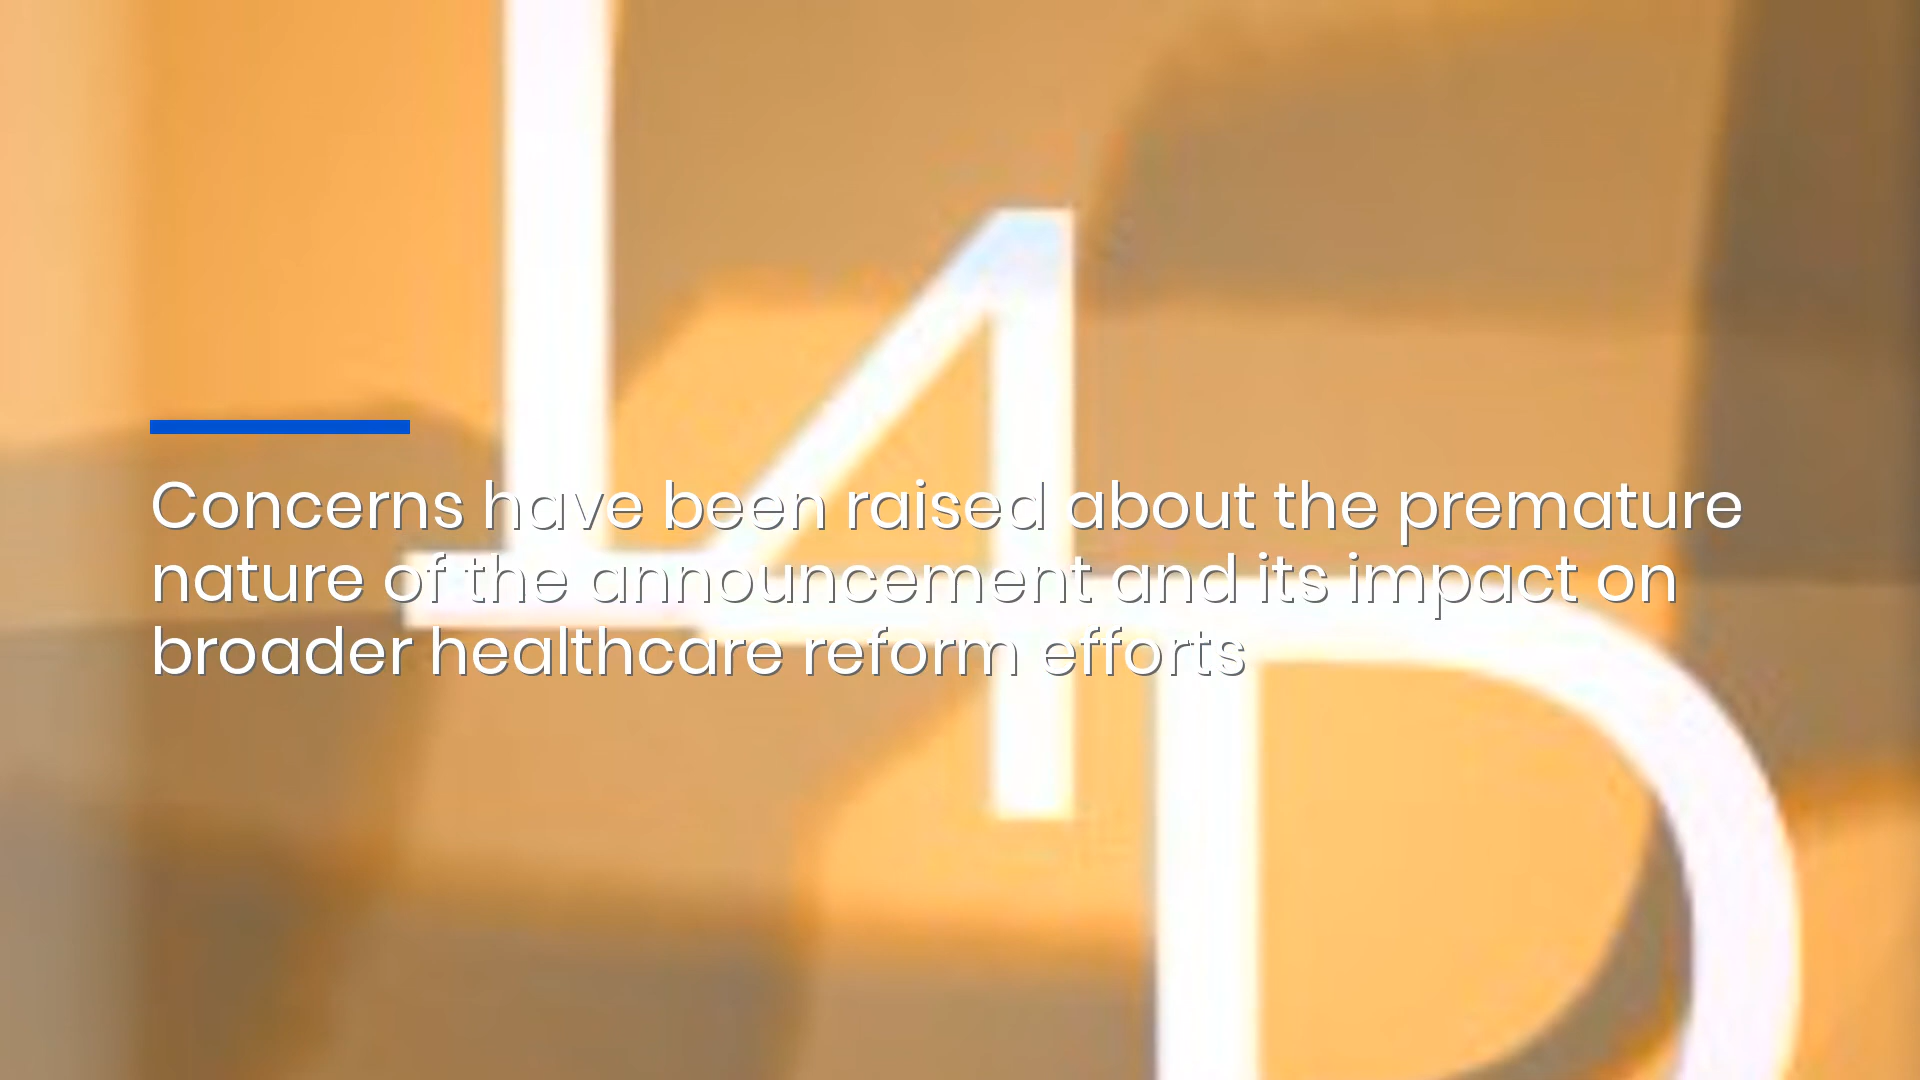 Concerns have been raised about the premature
nature of the announcement and its impact on
broader healthcare reform efforts